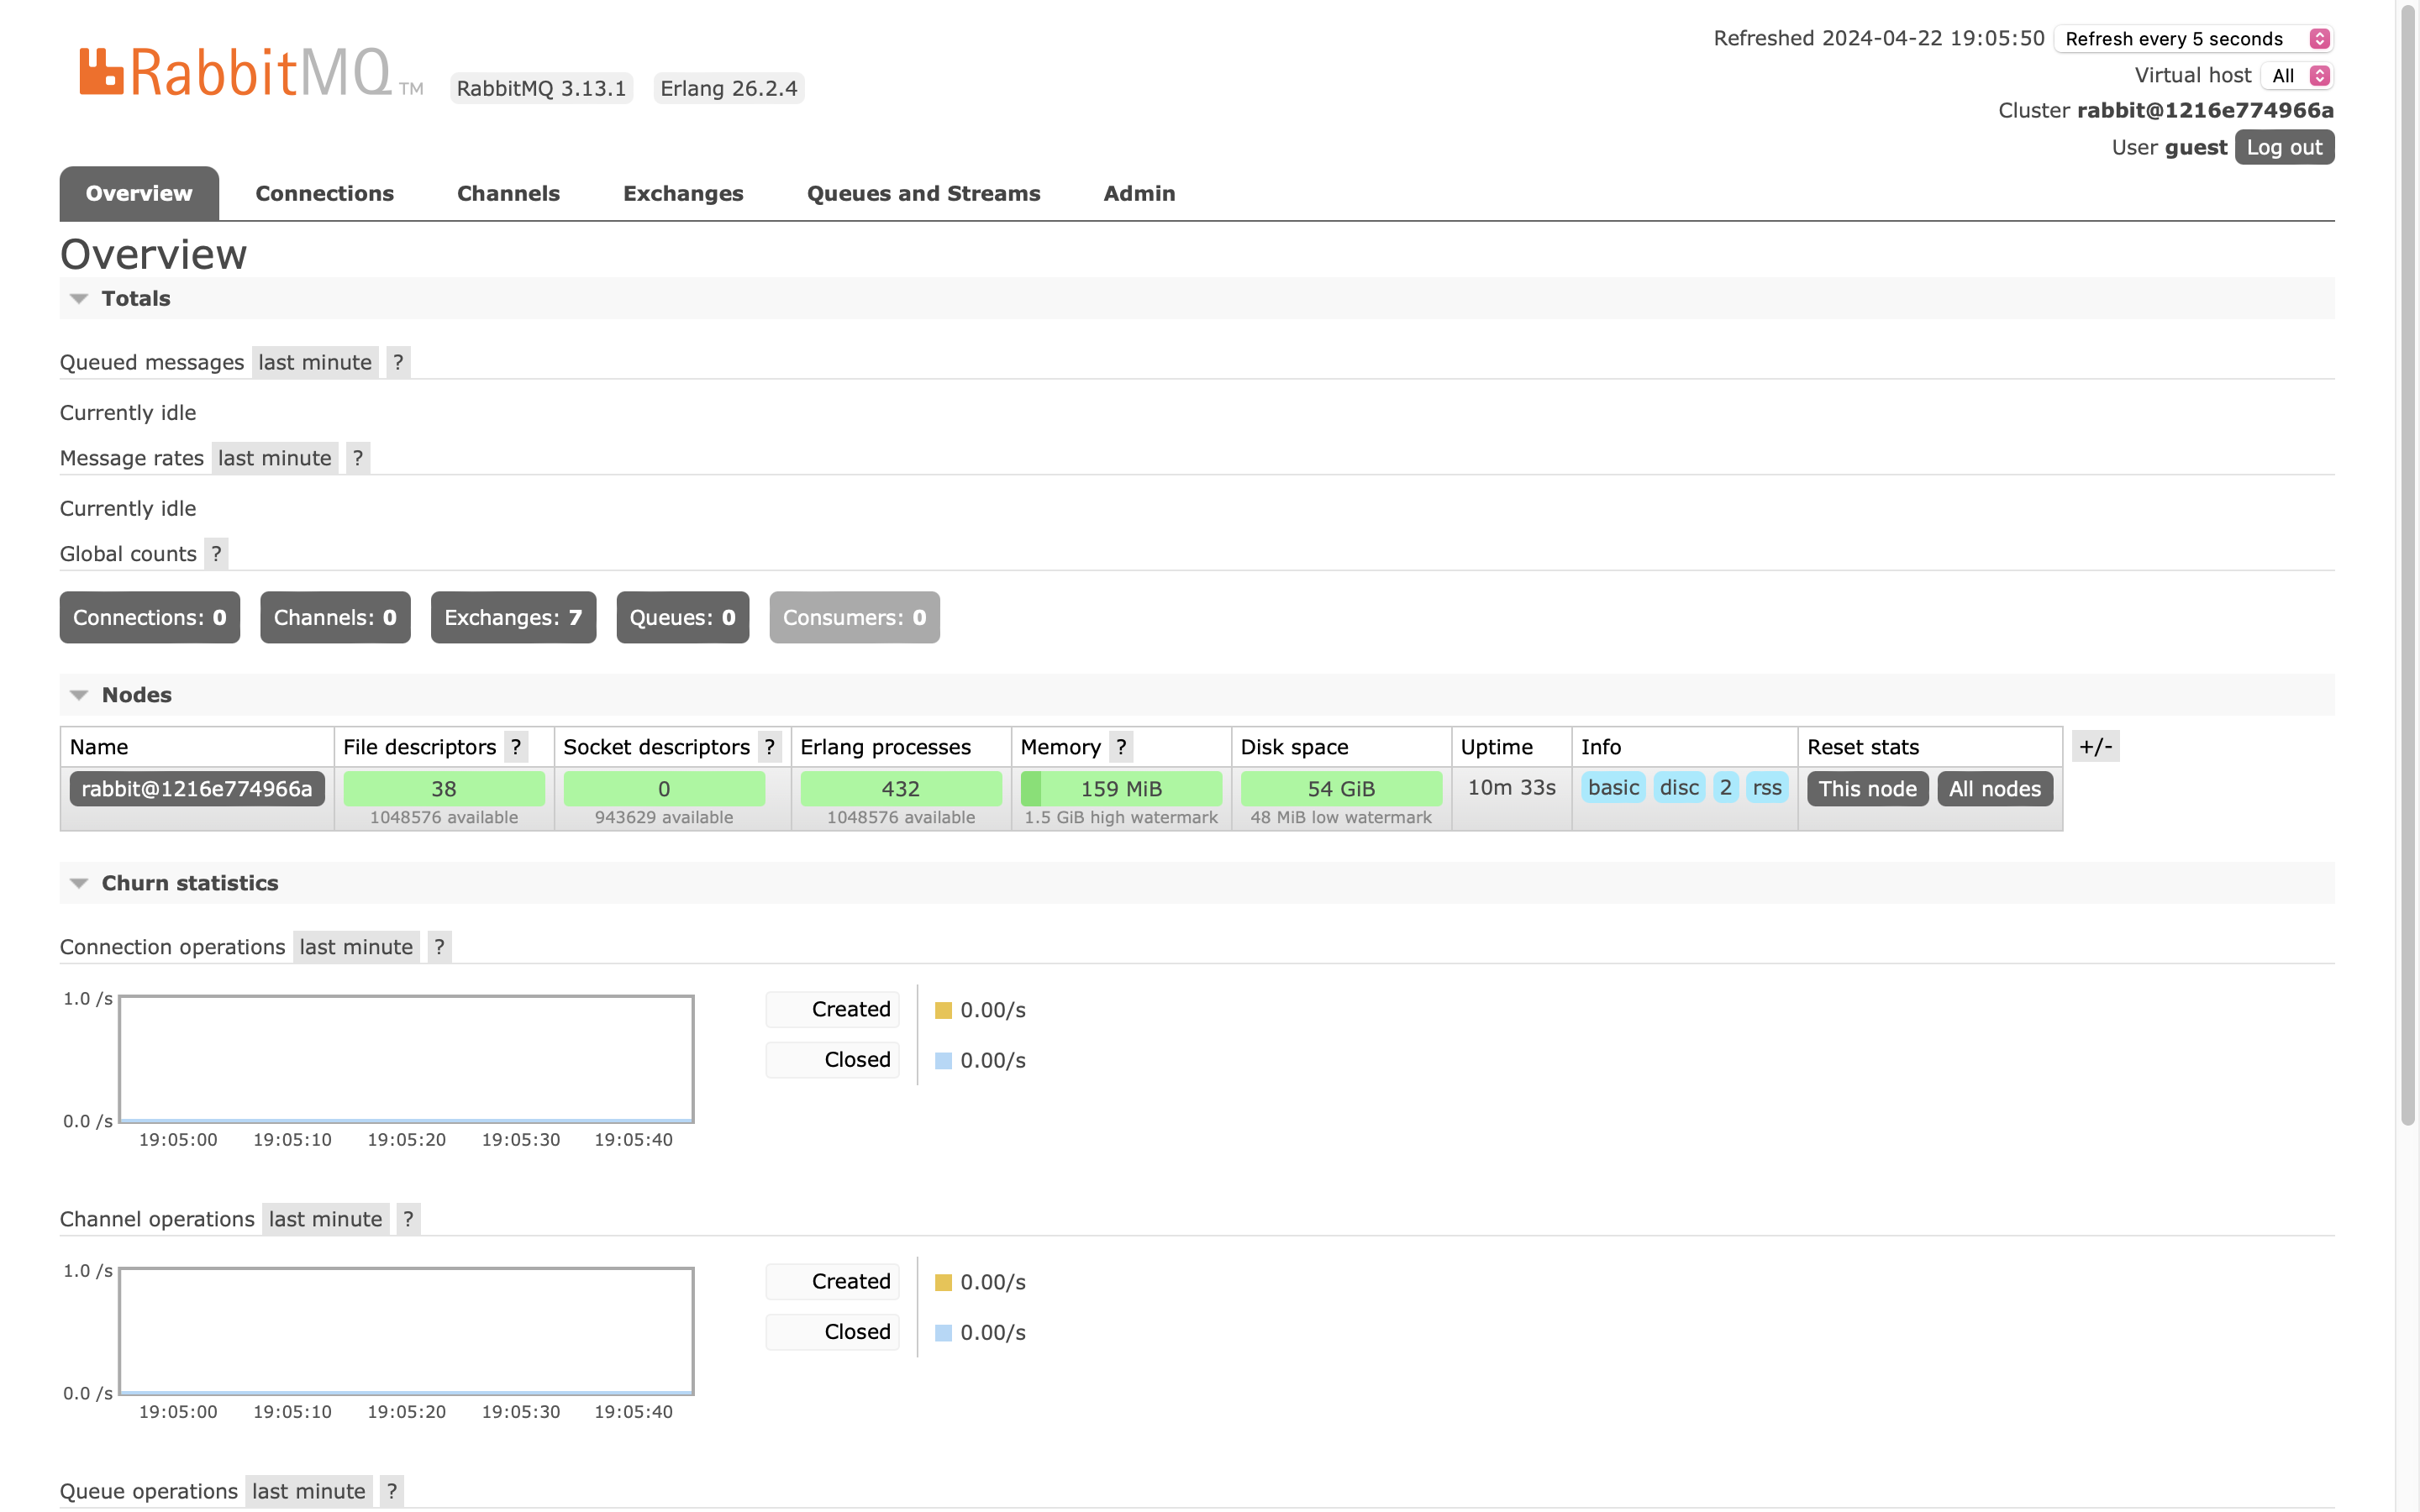 Refreshed 2024-04-22 19:05:50 Refresh every 5 seconds
Virtual host All
Cluster rabbit@1216e774966a
User guest Log out
RabbitMQ TM RabbitMQ 3.13.1 Erlang 26.2.4
Overview Connections Channels Exchanges Queues and Streams Admin
Overview
Totals
Queued messages last minute ?
Currently idle
Message rates last minute ?
Currently idle
Global counts ?
Connections: 0 Channels: 0 Exchanges: 7 Queues: 0 Consumers: 0
Nodes
Name File descriptors ? Socket descriptors ? Erlang processes Memory ? Disk space Uptime Info Reset stats +/-
rabbit@1216e774966a 38 0 432 159 MiB 54 GiB 10m 33s basic disc 2 rss This node All nodes
1048576 available 943629 available 1048576 available 1.5 GiB high watermark 48 MiB low watermark
Churn statistics
Connection operations last minute ?
1.0 /s
Created 0.00/s
Closed 0.00/s
0.0 /s
19:05:00 19:05:10 19:05:20 19:05:30 19:05:40
Channel operations last minute ?
1.0 /s
Created 0.00/s
Closed 0.00/s
0.0 /s
19:05:00 19:05:10 19:05:20 19:05:30 19:05:40
Queue operations last minute ?